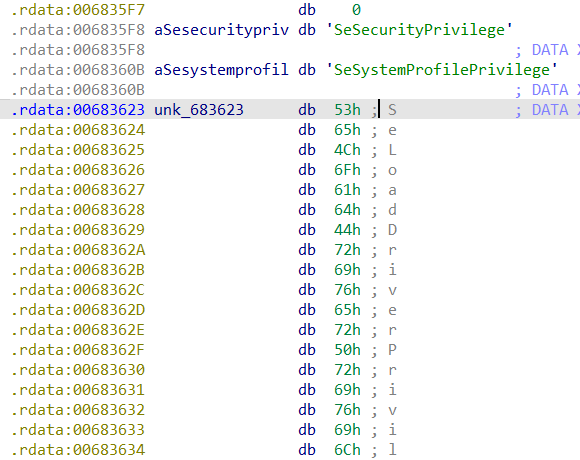 .rdata:006835F7 db 0
.rdata:006835F8 aSesecuritypriv db 'SeSecurityPrivilege'
.rdata:006835F8 ; DATA X
.rdata:0068360B aSesystemprofil db 'SeSystemProfilePrivilege'
.rdata:0068360B ; DATA X
.rdata:00683623 unk_683623 db 53h ; S ; DATA X
.rdata:00683624 db 65h ; e
.rdata:00683625 db 4Ch ; L
.rdata:00683626 db 6Fh ; o
.rdata:00683627 db 61h ; a
.rdata:00683628 db 64h ; d
.rdata:00683629 db 44h ; D
.rdata:0068362A db 72h ; r
.rdata:0068362B db 69h ; i
.rdata:0068362C db 76h ; v
.rdata:0068362D db 65h ; e
.rdata:0068362E db 72h ; r
.rdata:0068362F db 50h ; P
.rdata:00683630 db 72h ; r
.rdata:00683631 db 69h ; i
.rdata:00683632 db 76h ; v
.rdata:00683633 db 69h ; i
.rdata:00683634 db 6Ch ; l